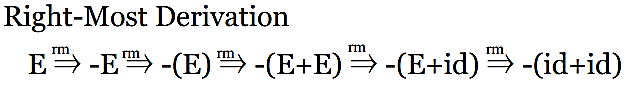 Right-Most Derivation
E ⇒rm -E ⇒rm -(E) ⇒rm -(E+E) ⇒rm -(E+id) ⇒rm -(id+id)